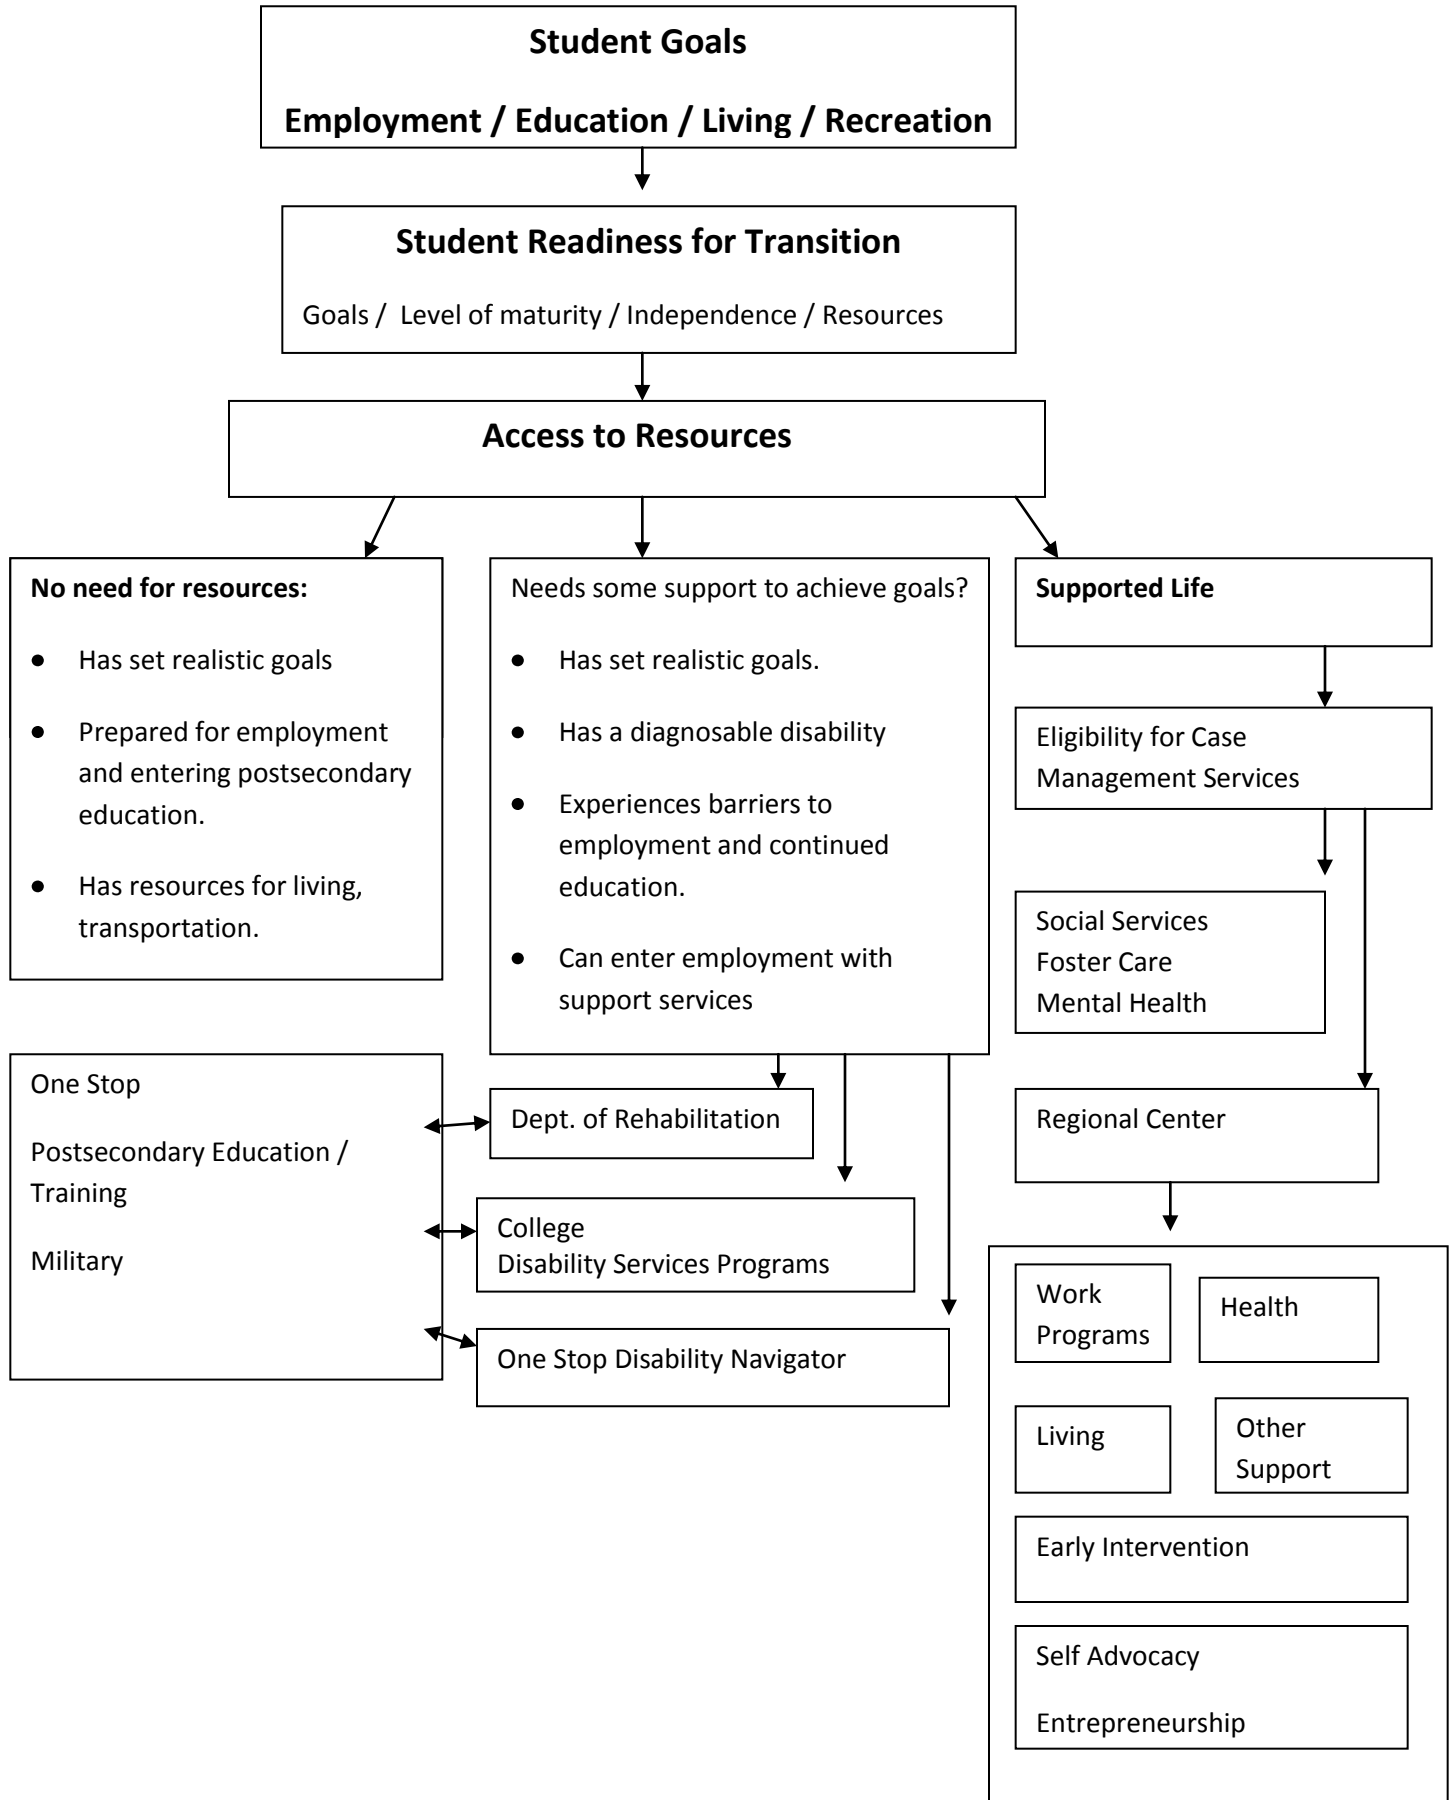 Student Goals
Employment / Education / Living / Recreation
Student Readiness for Transition
Goals /  Level of maturity / Independence / Resources
Access to Resources
No need for resources:
● Has set realistic goals
● Prepared for employment
and entering postsecondary
education.
● Has resources for living,
transportation.
Needs some support to achieve goals?
● Has set realistic goals.
● Has a diagnosable disability
● Experiences barriers to
employment and continued
education.
● Can enter employment with
support services
Supported Life
Eligibility for Case
Management Services
Social Services
Foster Care
Mental Health
One Stop
Postsecondary Education /
Training
Military
Dept. of Rehabilitation
College
Disability Services Programs
One Stop Disability Navigator
Regional Center
Work
Programs
Health
Living
Other
Support
Early Intervention
Self Advocacy
Entrepreneurship